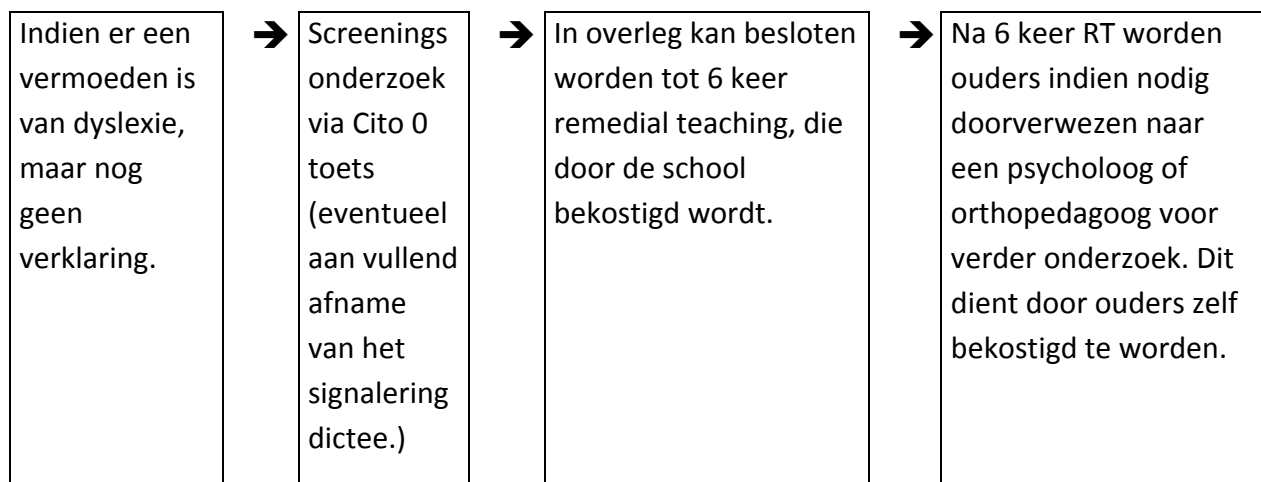 Indien er een
vermoeden is
van dyslexie,
maar nog
geen
verklaring.
➔
Screenings
onderzoek
via Cito 0
toets
(eventueel
aan vullend
afname
van het
signalering
dictee.)
➔
In overleg kan besloten
worden tot 6 keer
remedial teaching, die
door de school
bekostigd wordt.
➔
Na 6 keer RT worden
ouders indien nodig
doorverwezen naar
een psycholoog of
orthopedagoog voor
verder onderzoek. Dit
dient door ouders zelf
bekostigd te worden.